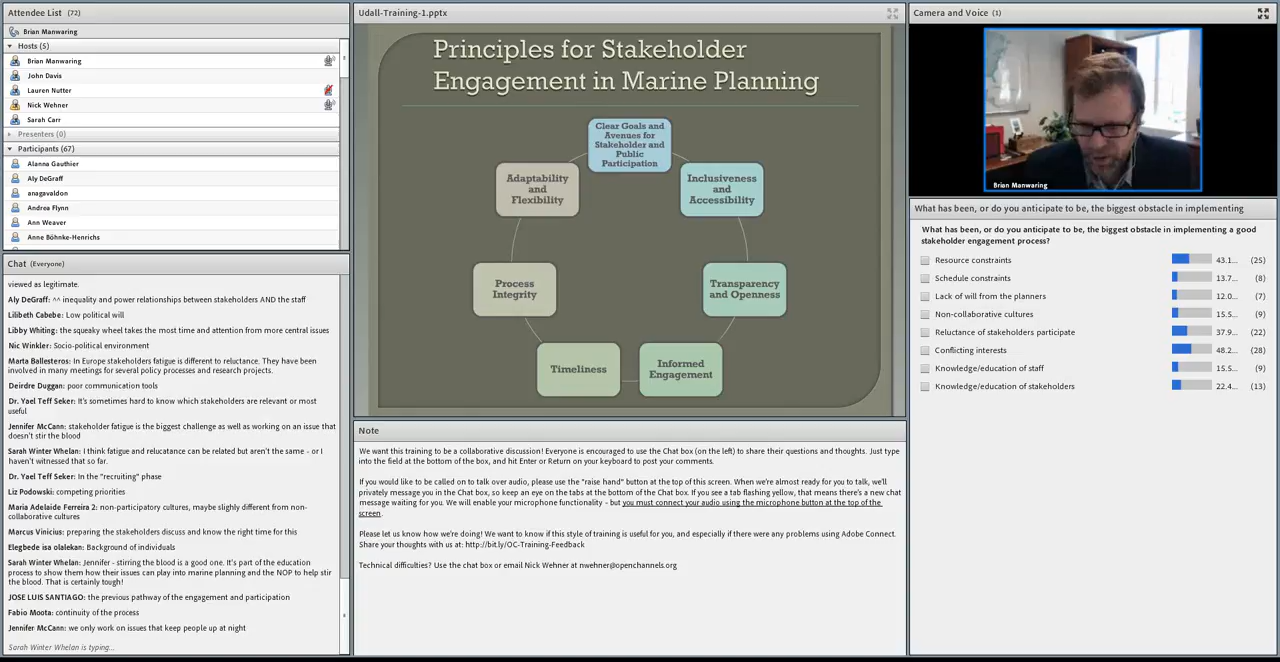 Attendee List (72)
Brian Manwaring
Hosts (5)
Brian Manwaring
John Davis
Lauren Nutter
Nick Wehner
Sarah Carr
Presenters (0)
Participants (67)
Alanna Gauthier
Aly DeGraff
anagavaldon
Andrea Flynn
Ann Weaver
Anne Böhnke-Henrichs
Chat (Everyone)
viewed as legitimate.
Aly DeGraff: ^^ inequality and power relationships between stakeholders AND the staff
Lilibeth Cabebe: Low political will
Libby Whiting: the squeaky wheel takes the most time and attention from more central issues
Nic Winkler: Socio-political environment
Marta Ballesteros: In Europe stakeholders fatigue is different to reluctance. They have been
involved in many meetings for several policy processes and research projects.
Deirdre Duggan: poor communication tools
Dr. Yael Teff Seker: It's sometimes hard to know which stakeholders are relevant or most
useful
Jennifer McCann: stakeholder fatigue is the biggest challenge as well as working on an issue that
doesn't stir the blood
Sarah Winter Whelan: I think fatigue and relucatance can be related but aren't the same - or I
haven't witnessed that so far.
Dr. Yael Teff Seker: In the "recruiting" phase
Liz Podowski: competing priorities
Maria Adelaide Ferreira 2: non-participatory cultures, maybe slighly different from non-
collaborative cultures
Marcus Vinicius: preparing the stakeholders discuss and know the right time for this
Elegbede isa olalekan: Background of individuals
Sarah Winter Whelan: Jennifer - stirring the blood is a good one. It's part of the education
process to show them how their issues can play into marine planning and the NOP to help stir
the blood. That is certainly tough!
JOSE LUIS SANTIAGO: the previous pathway of the engagement and participation
Fabio Moota: continuity of the process
Jennifer McCann: we only work on issues that keep people up at night
Sarah Winter Whelan is typing...
Udall-Training-1.pptx
Principles for Stakeholder
Engagement in Marine Planning
Clear Goals and
Avenues for
Stakeholder and
Public
Participation
Adaptability
and
Flexibility
Inclusiveness
and
Accessibility
Process
Integrity
Transparency
and Openness
Timeliness
Informed
Engagement
Note
We want this training to be a collaborative discussion! Everyone is encouraged to use the Chat box (on the left) to share their questions and thoughts. Just type
into the field at the bottom of the box, and hit Enter or Return on your keyboard to post your comments.
If you would like to be called on to talk over audio, please use the "raise hand" button at the top of this screen. When we're almost ready for you to talk, we'll
privately message you in the Chat box, so keep an eye on the tabs at the bottom of the Chat box. If you see a tab flashing yellow, that means there's a new chat
message waiting for you. We will enable your microphone functionality - but you must connect your audio using the microphone button at the top of the
screen.
Please let us know how we're doing! We want to know if this style of training is useful for you, and especially if there were any problems using Adobe Connect.
Share your thoughts with us at: http://bit.ly/OC-Training-Feedback
Technical difficulties? Use the chat box or email Nick Wehner at nwehner@openchannels.org
Camera and Voice (1)
Brian Manwaring
What has been, or do you anticipate to be, the biggest obstacle in implementing
What has been, or do you anticipate to be, the biggest obstacle in implementing a good
stakeholder engagement process?
Resource constraints 43.1... (25)
Schedule constraints 13.7... (8)
Lack of will from the planners 12.0... (7)
Non-collaborative cultures 15.5... (9)
Reluctance of stakeholders participate 37.9... (22)
Conflicting interests 48.2... (28)
Knowledge/education of staff 15.5... (9)
Knowledge/education of stakeholders 22.4... (13)